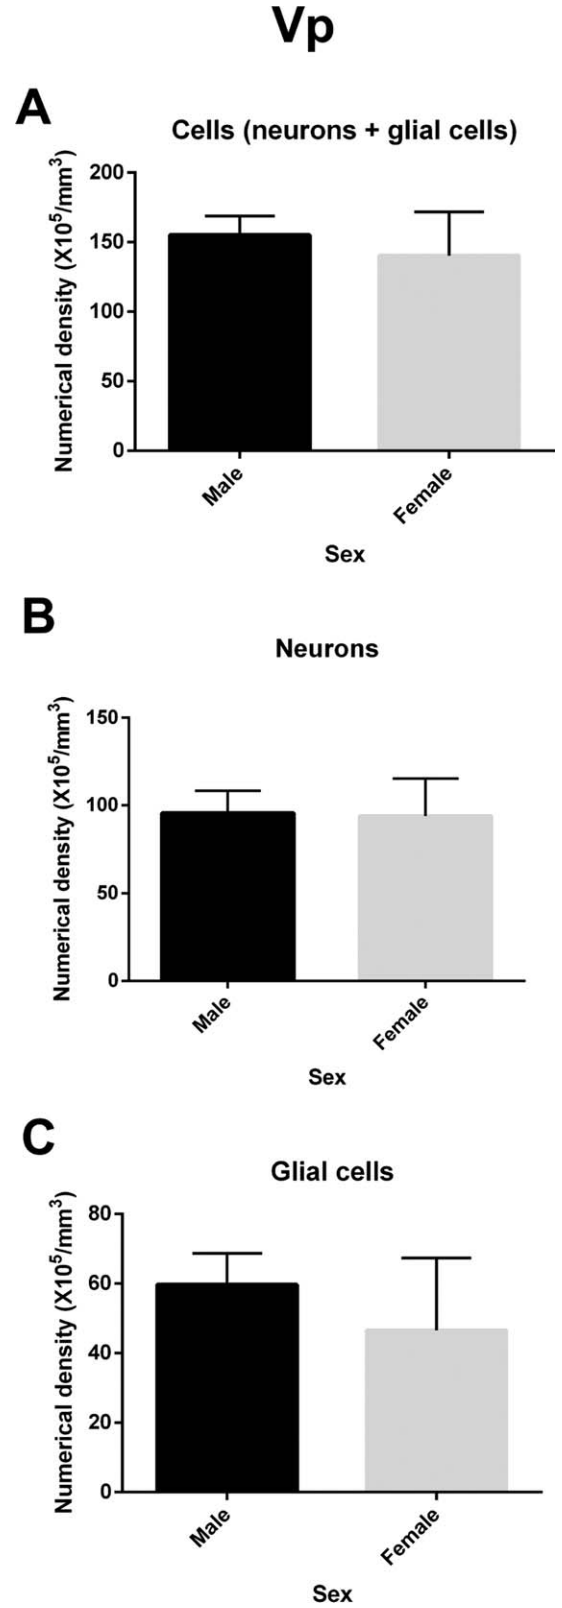 Vp
A
Cells (neurons + glial cells)
Numerical density (X10⁵/mm³)
200
150
100
50
0
Male
Female
Sex
B
Neurons
Numerical density (X10⁵/mm³)
150
100
50
0
Male
Female
Sex
C
Glial cells
Numerical density (X10⁵/mm³)
80
60
40
20
0
Male
Female
Sex